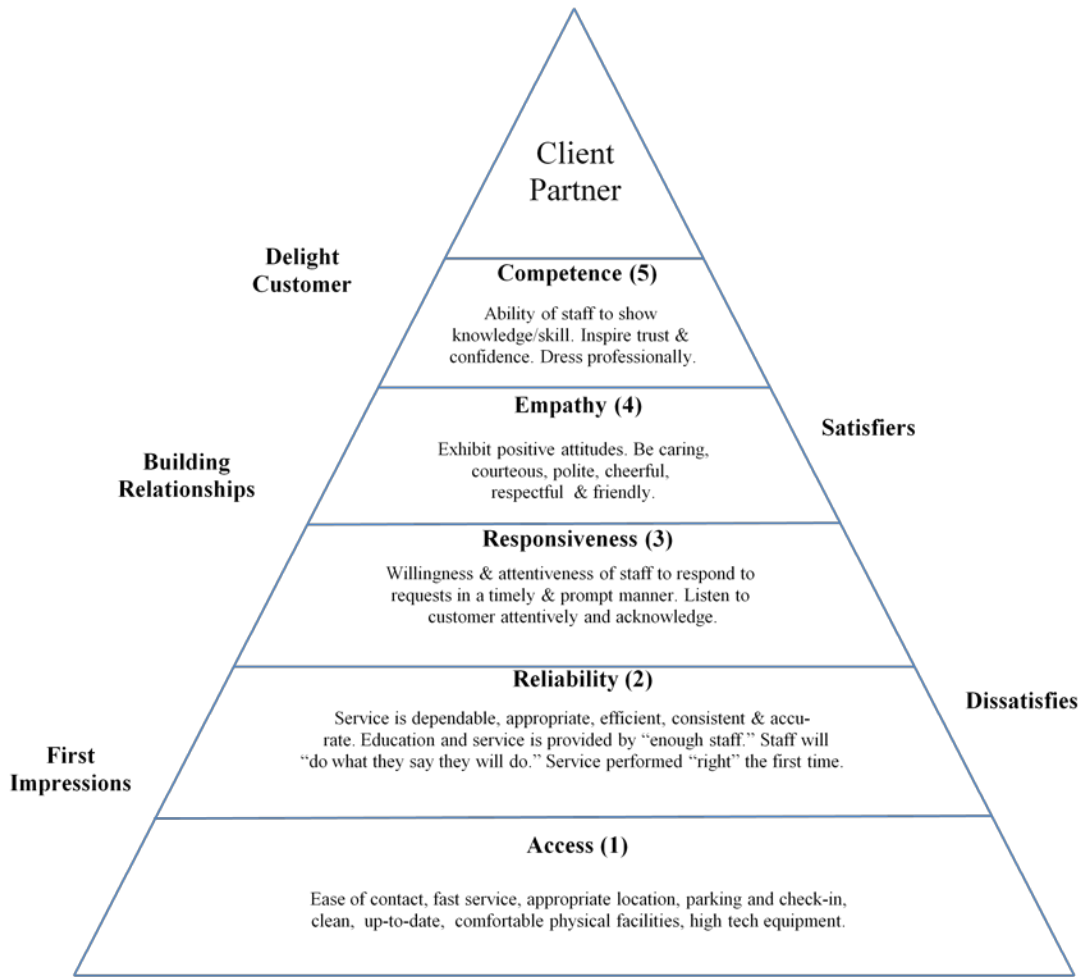 Client
Partner
Delight
Customer
Competence (5)
Ability of staff to show
knowledge/skill. Inspire trust &
confidence. Dress professionally.
Empathy (4)
Satisfiers
Exhibit positive attitudes. Be caring,
courteous, polite, cheerful,
respectful & friendly.
Building
Relationships
Responsiveness (3)
Willingness & attentiveness of staff to respond to
requests in a timely & prompt manner. Listen to
customer attentively and acknowledge.
Reliability (2)
Dissatisfies
Service is dependable, appropriate, efficient, consistent & accu-
rate. Education and service is provided by “enough staff.” Staff will
“do what they say they will do.” Service performed “right” the first time.
First
Impressions
Access (1)
Ease of contact, fast service, appropriate location, parking and check-in,
clean, up-to-date, comfortable physical facilities, high tech equipment.